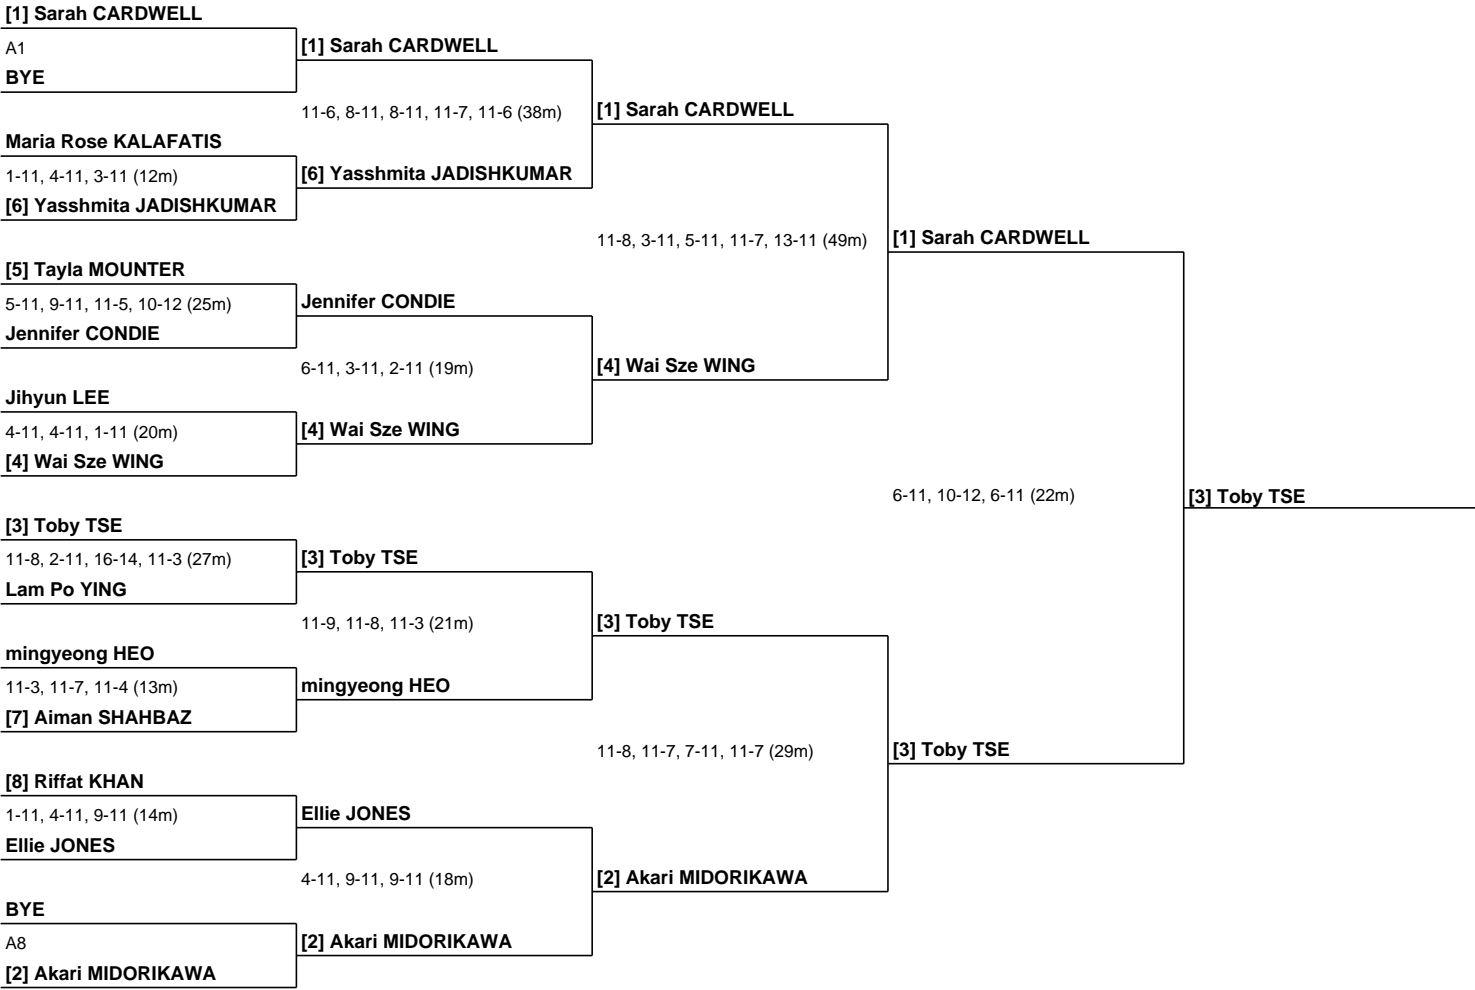 [1] Sarah CARDWELL
A1
BYE
[1] Sarah CARDWELL
11-6, 8-11, 8-11, 11-7, 11-6 (38m)
Maria Rose KALAFATIS
1-11, 4-11, 3-11 (12m)
[6] Yasshmita JADISHKUMAR
[6] Yasshmita JADISHKUMAR
[1] Sarah CARDWELL
11-8, 3-11, 5-11, 11-7, 13-11 (49m)
[5] Tayla MOUNTER
5-11, 9-11, 11-5, 10-12 (25m)
Jennifer CONDIE
Jennifer CONDIE
6-11, 3-11, 2-11 (19m)
Jihyun LEE
4-11, 4-11, 1-11 (20m)
[4] Wai Sze WING
[4] Wai Sze WING
[4] Wai Sze WING
[1] Sarah CARDWELL
6-11, 10-12, 6-11 (22m)
[3] Toby TSE
[3] Toby TSE
11-8, 2-11, 16-14, 11-3 (27m)
Lam Po YING
[3] Toby TSE
11-9, 11-8, 11-3 (21m)
mingyeong HEO
11-3, 11-7, 11-4 (13m)
[7] Aiman SHAHBAZ
mingyeong HEO
[3] Toby TSE
11-8, 11-7, 7-11, 11-7 (29m)
[3] Toby TSE
[8] Riffat KHAN
1-11, 4-11, 9-11 (14m)
Ellie JONES
Ellie JONES
4-11, 9-11, 9-11 (18m)
BYE
A8
[2] Akari MIDORIKAWA
[2] Akari MIDORIKAWA
[2] Akari MIDORIKAWA